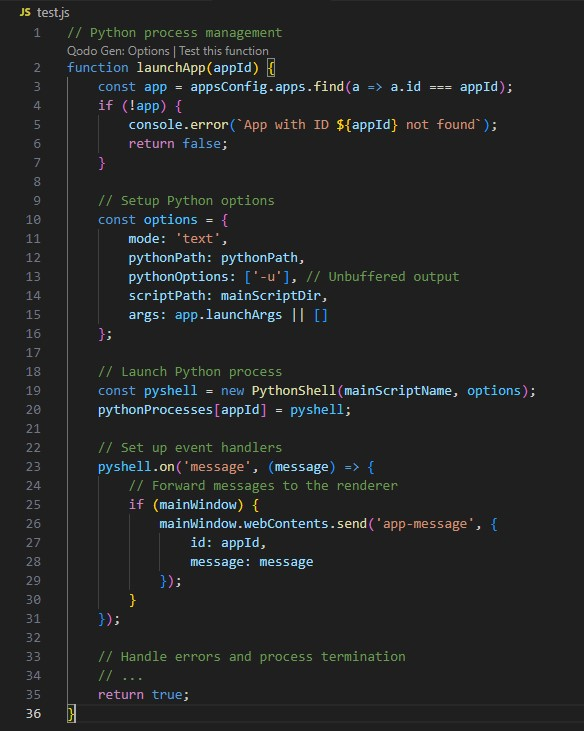 JS test.js
1 // Python process management
Qodo Gen: Options | Test this function
2 function launchApp(appId) {
3     const app = appsConfig.apps.find(a => a.id === appId);
4     if (!app) {
5         console.error(`App with ID ${appId} not found`);
6         return false;
7     }
8
9     // Setup Python options
10     const options = {
11         mode: 'text',
12         pythonPath: pythonPath,
13         pythonOptions: ['-u'], // Unbuffered output
14         scriptPath: mainScriptDir,
15         args: app.launchArgs || []
16     };
17
18     // Launch Python process
19     const pyshell = new PythonShell(mainScriptName, options);
20     pythonProcesses[appId] = pyshell;
21
22     // Set up event handlers
23     pyshell.on('message', (message) => {
24         // Forward messages to the renderer
25         if (mainWindow) {
26             mainWindow.webContents.send('app-message', {
27                 id: appId,
28                 message: message
29             });
30         }
31     });
32
33     // Handle errors and process termination
34     // ...
35     return true;
36 }